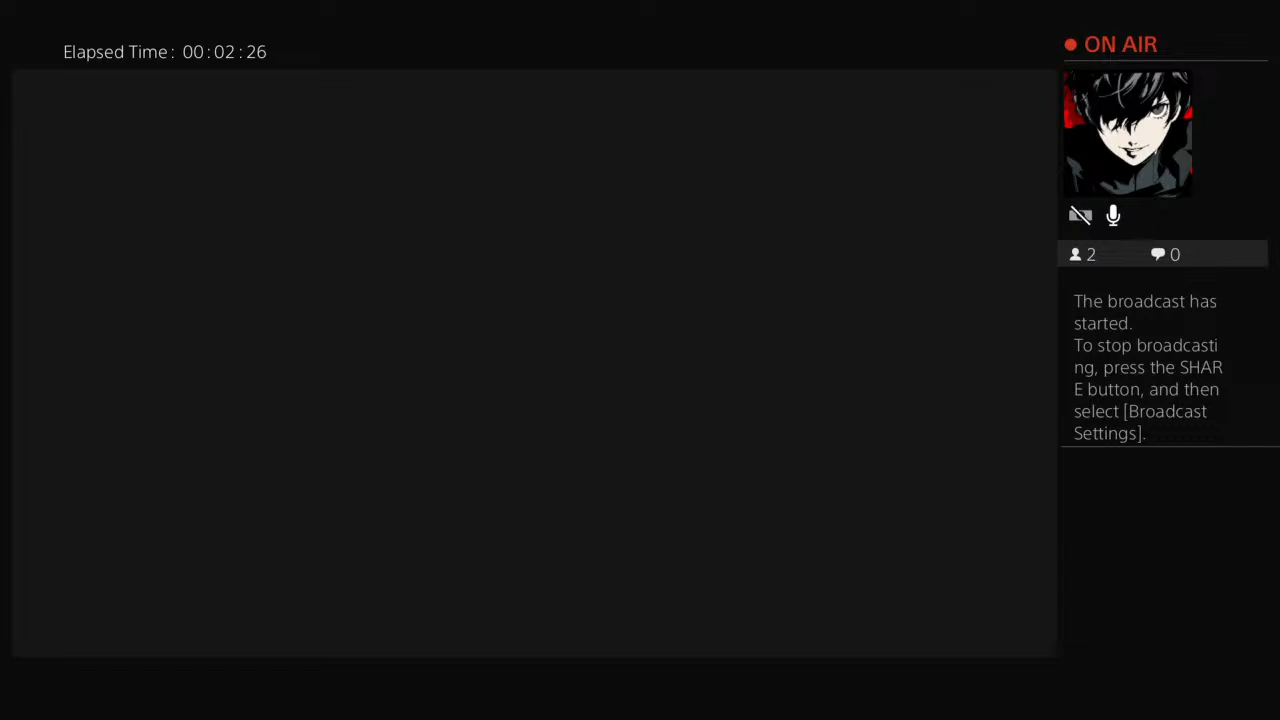 Elapsed Time: 00:02:26
ON AIR
2
0
The broadcast has
started.
To stop broadcasti
ng, press the SHAR
E button, and then
select [Broadcast
Settings].